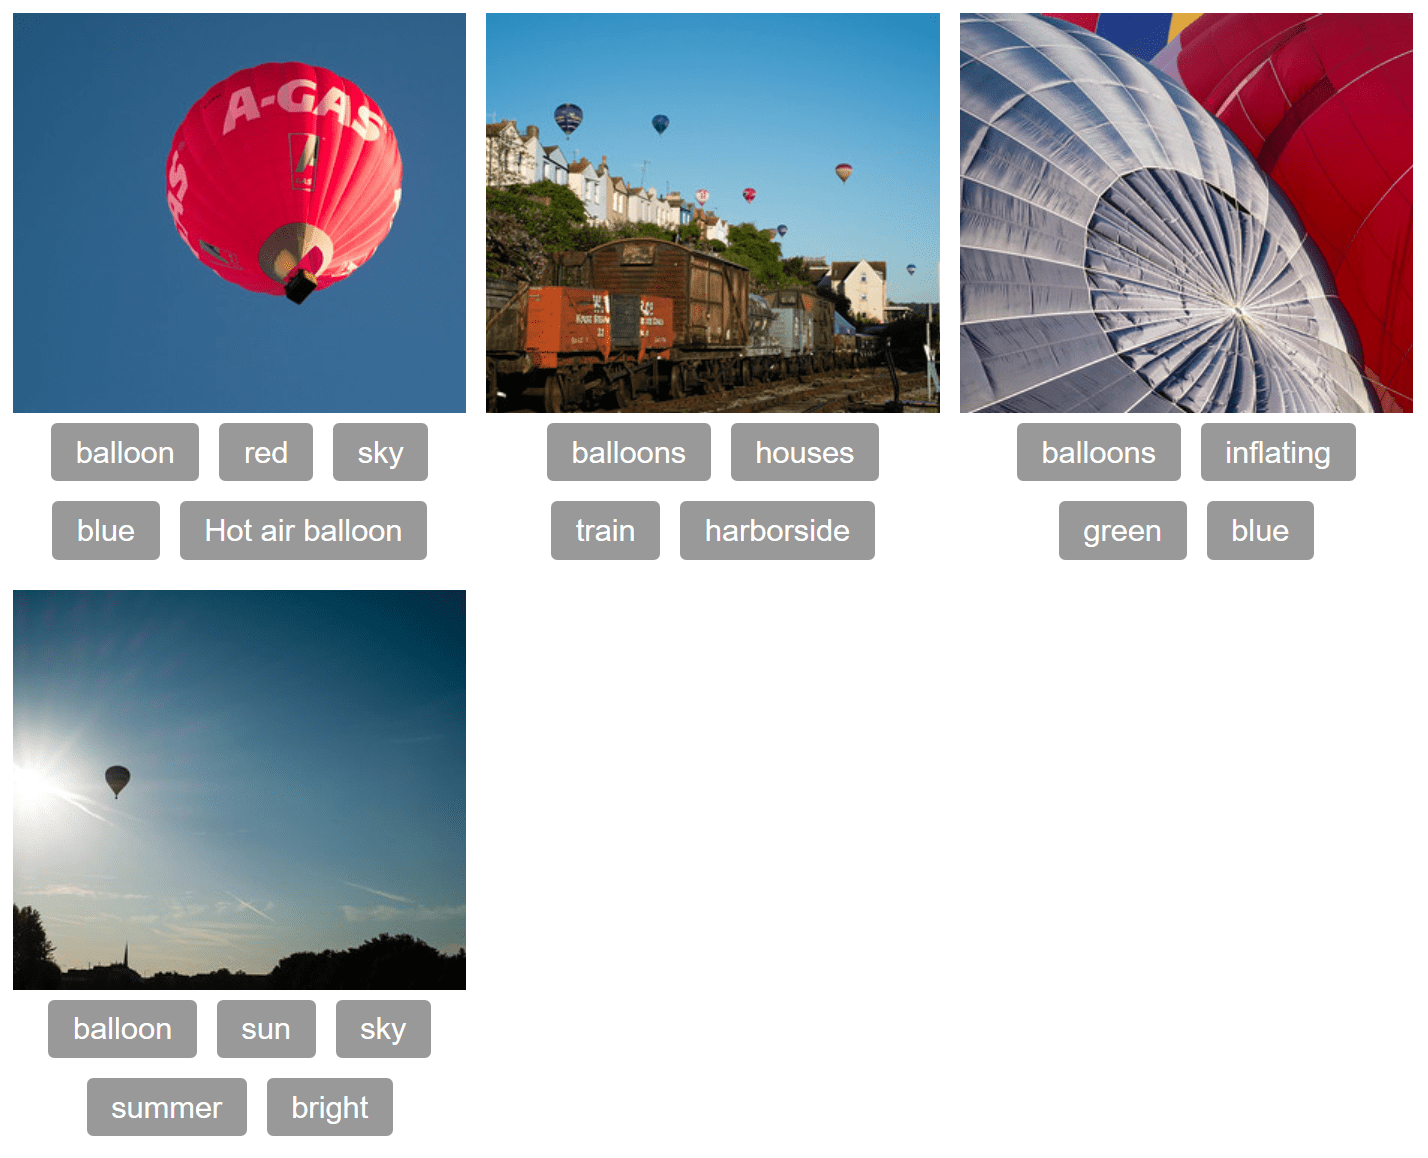 A-GAS
balloon red sky
blue Hot air balloon
balloons houses
train harborside
balloons inflating
green blue
balloon sun sky
summer bright